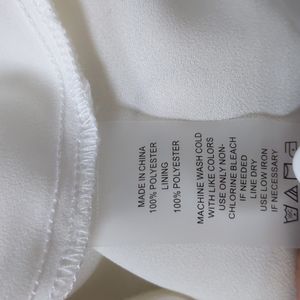 MADE IN CHINA
100% POLYESTER
LINING
100% POLYESTER
MACHINE WASH COLD
WITH LIKE COLORS
USE ONLY NON-
CHLORINE BLEACH
IF NEEDED
LINE DRY
USE LOW IRON
IF NECESSARY